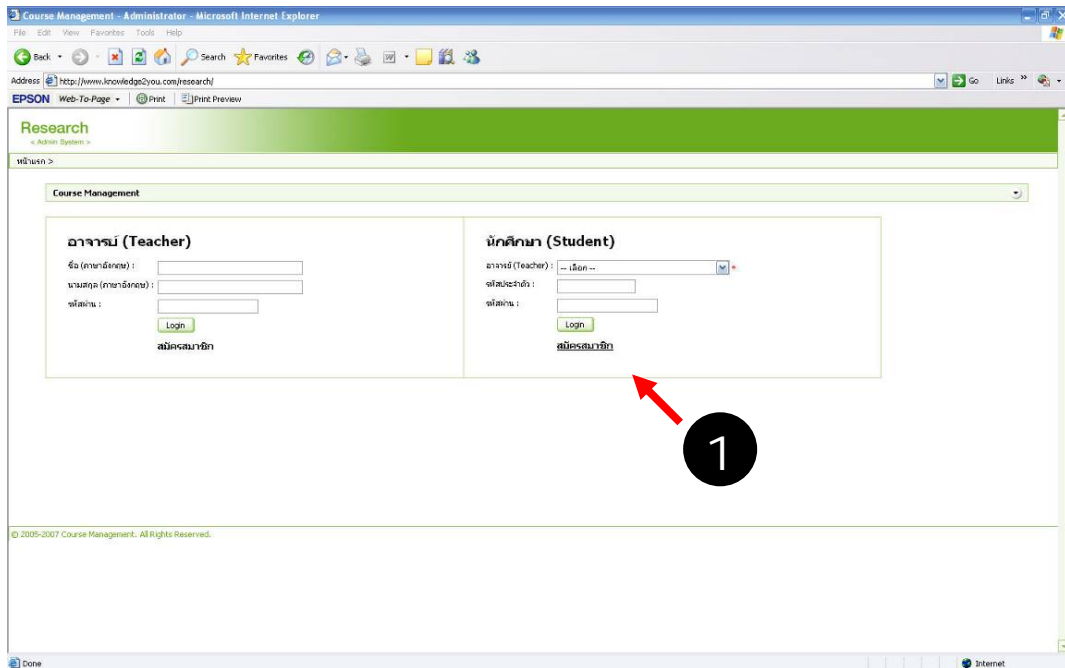 Course Management - Administrator - Microsoft Internet Explorer
File Edit View Favorites Tools Help
Back Search Favorites
Address http://www.knowledge2you.com/research/ Go Links »
EPSON Web-To-Page Print Print Preview
Research
< Admin System >
หน้าแรก >
Course Management
อาจารย์ (Teacher)
ชื่อ (ภาษาอังกฤษ) :
นามสกุล (ภาษาอังกฤษ) :
รหัสผ่าน :
Login
สมัครสมาชิก
นักศึกษา (Student)
อาจารย์ (Teacher) : -- เลือก -- *
รหัสประจำตัว :
รหัสผ่าน :
Login
สมัครสมาชิก
1
© 2005-2007 Course Management. All Rights Reserved.
Done Internet